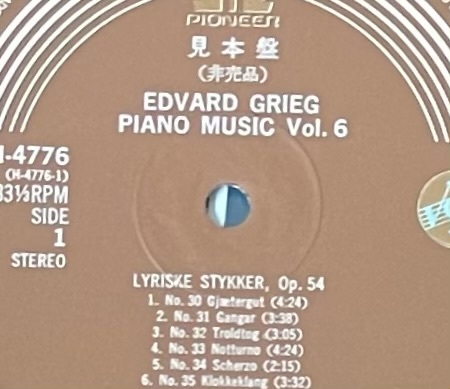 PIONEER
見本盤
(非売品)
EDVARD GRIEG
PIANO MUSIC Vol. 6
-4776
(H-4776-1)
33⅓RPM
SIDE
1
STEREO
LYRISKE STYKKER, Op. 54
1. No. 30 Gjætergut (4:24)
2. No. 31 Gangar (3:38)
3. No. 32 Troldtog (3:05)
4. No. 33 Notturno (4:24)
5. No. 34 Scherzo (2:15)
6. No. 35 Klokkeklang (3:32)